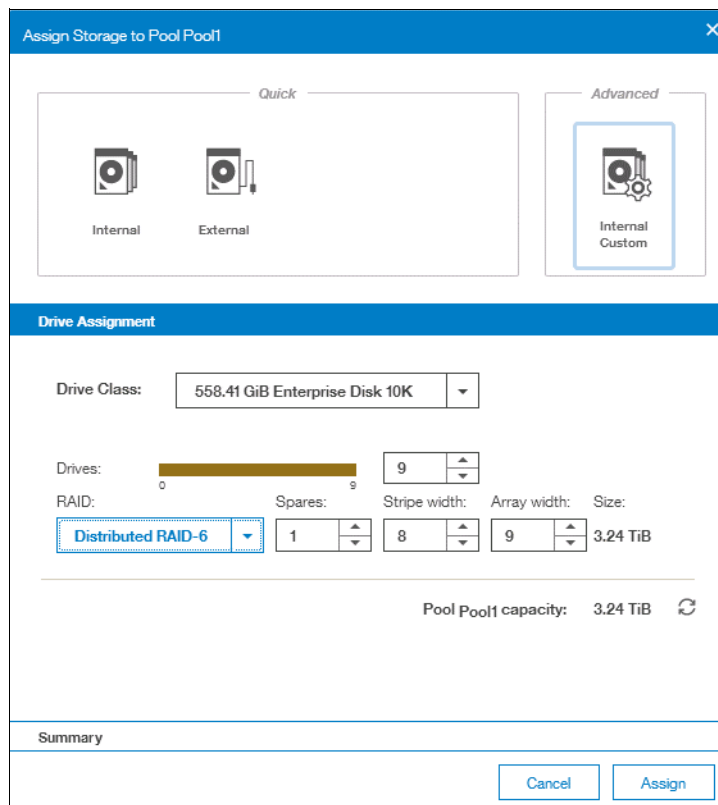 Assign Storage to Pool Pool1
Quick
Advanced
Internal
External
Internal
Custom
Drive Assignment
Drive Class: 558.41 GiB Enterprise Disk 10K
Drives: 9
0 9
RAID: Spares: Stripe width: Array width: Size:
Distributed RAID-6 1 8 9 3.24 TiB
Pool Pool1 capacity: 3.24 TiB
Summary
Cancel Assign